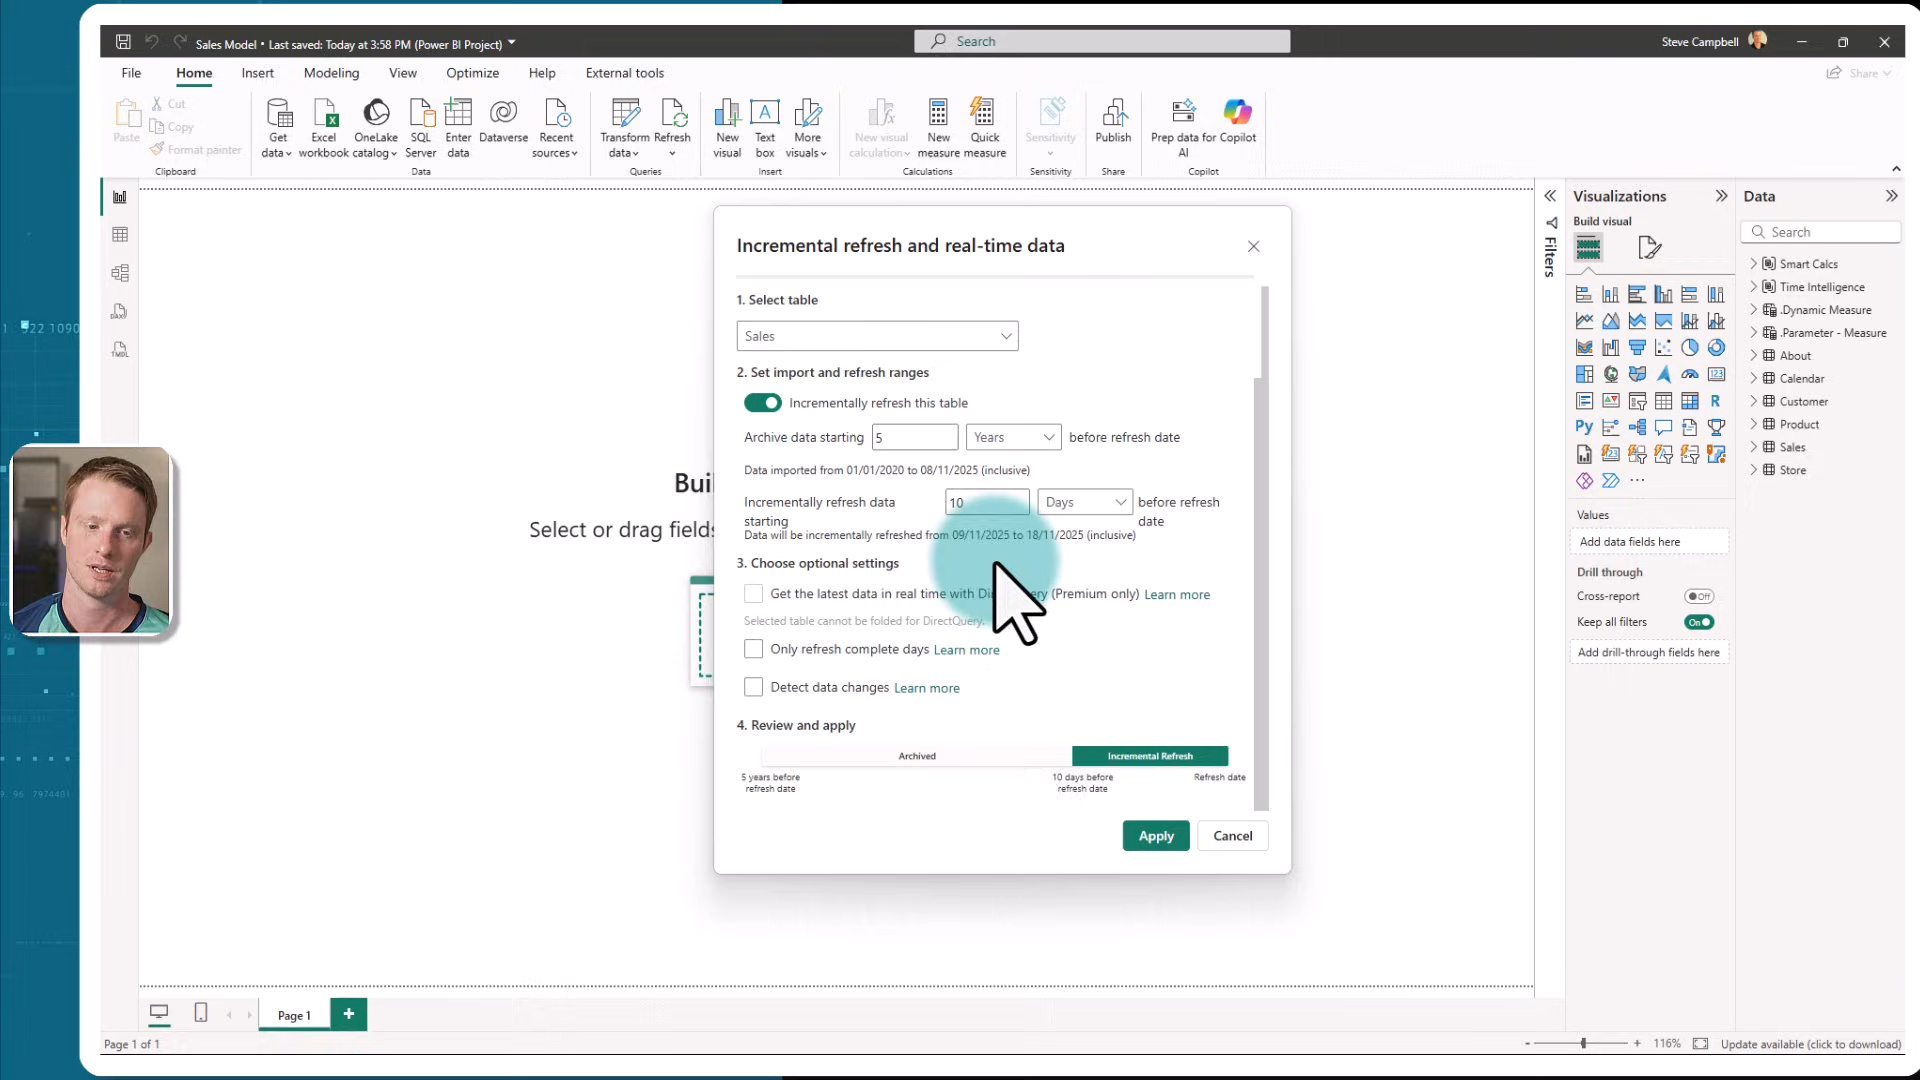 Sales Model • Last saved: Today at 3:58 PM (Power BI Project)
Search
Steve Campbell
File Home Insert Modeling View Optimize Help External tools
Share
Paste
Cut
Copy
Format painter
Clipboard
Get data
Excel workbook
OneLake catalog
SQL Server
Enter data
Dataverse
Recent sources
Data
Transform data
Refresh
Queries
New visual
Text box
More visuals
Insert
New visual calculation
New measure
Quick measure
Calculations
Sensitivity
Sensitivity
Publish
Share
Prep data for AI
Copilot
Copilot
DAX
TMDL
Buil
Select or drag fields
Incremental refresh and real-time data
1. Select table
Sales
2. Set import and refresh ranges
Incrementally refresh this table
Archive data starting 5 Years before refresh date
Data imported from 01/01/2020 to 08/11/2025 (inclusive)
Incrementally refresh data starting 10 Days before refresh date
Data will be incrementally refreshed from 09/11/2025 to 18/11/2025 (inclusive)
3. Choose optional settings
Get the latest data in real time with (Premium only) Learn more
Selected table cannot be folded for DirectQuery.
Only refresh complete days Learn more
Detect data changes Learn more
4. Review and apply
Archived
Incremental Refresh
5 years before refresh date
10 days before refresh date
Refresh date
Apply
Cancel
Filters
Visualizations
Build visual
R
Py
Values
Add data fields here
Drill through
Cross-report Off
Keep all filters On
Add drill-through fields here
Data
Search
Smart Calcs
Time Intelligence
.Dynamic Measure
.Parameter - Measure
About
Calendar
Customer
Product
Sales
Store
Page 1
Page 1 of 1
116%
Update available (click to download)